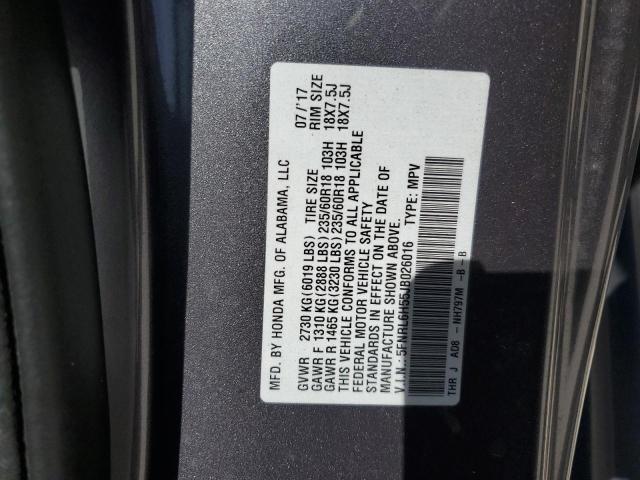 MFD. BY HONDA MFG. OF ALABAMA, LLC 07/'17
GVWR 2730 KG(6019 LBS) TIRE SIZE RIM SIZE
GAWR F 1310 KG(2888 LBS)235/60R18 103H 18X7.5J
GAWR R 1465 KG(3230 LBS)235/60R18 103H 18X7.5J
THIS VEHICLE CONFORMS TO ALL APPLICABLE
FEDERAL MOTOR VEHICLE SAFETY
STANDARDS IN EFFECT ON THE DATE OF
MANUFACTURE SHOWN ABOVE.
V.I.N.: 5FNRL6H55JB026016 TYPE: MPV
THR J A08 - NH797M -B-B